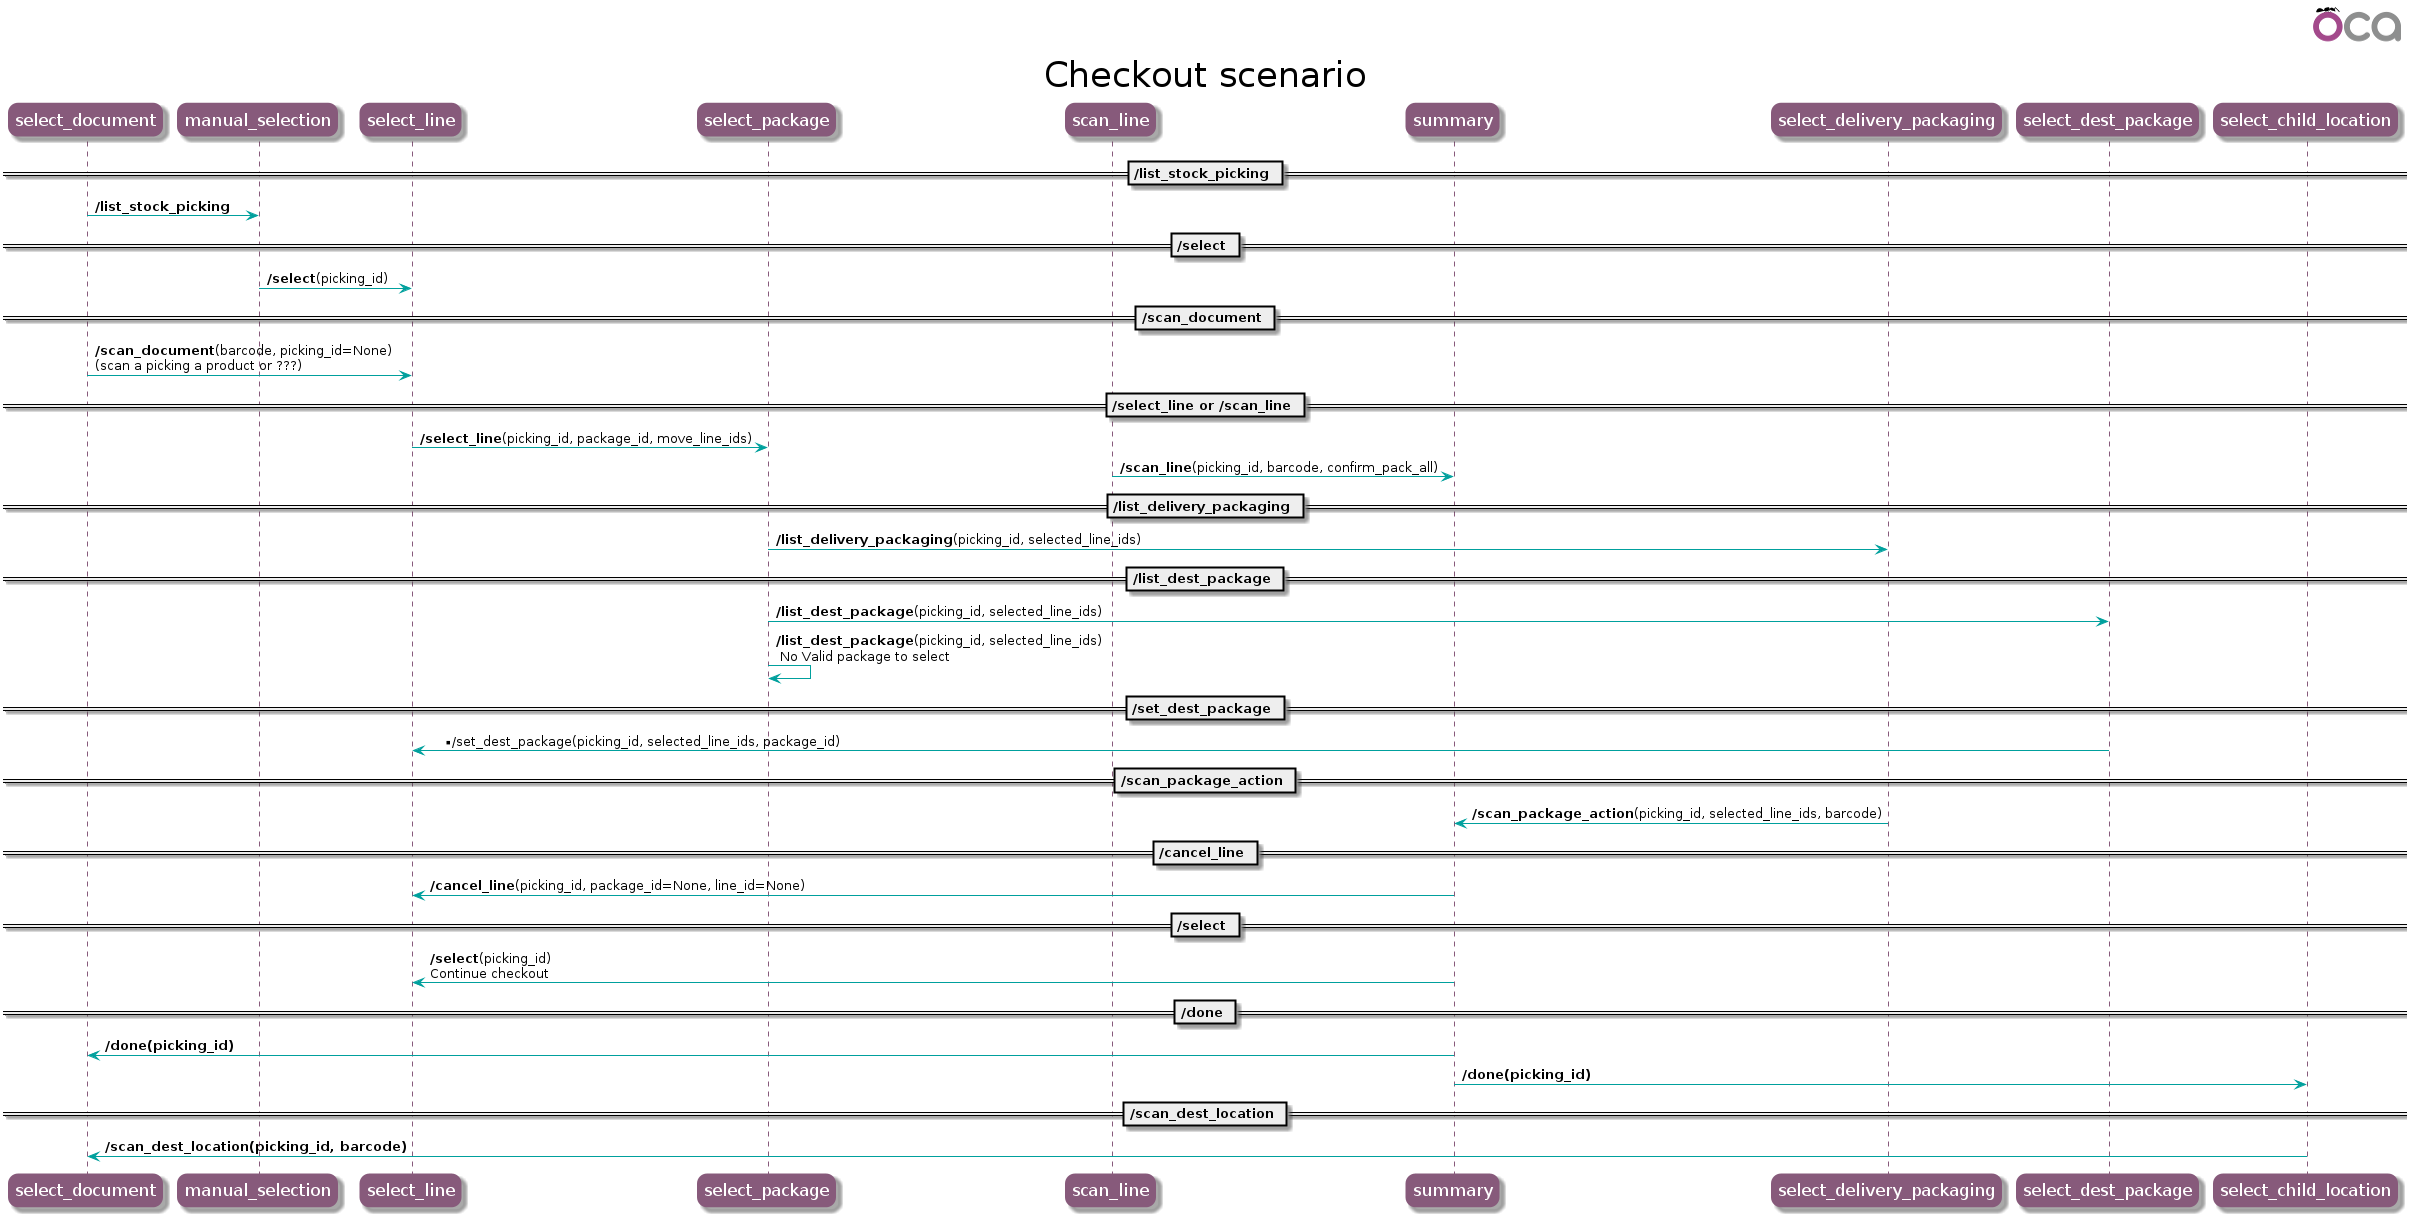 oca
Checkout scenario
select_document manual_selection select_line select_package scan_line summary select_delivery_packaging select_dest_package select_child_location
/list_stock_picking
/list_stock_picking
/select
/select(picking_id)
/scan_document
/scan_document(barcode, picking_id=None)
(scan a picking a product or ???)
/select_line or /scan_line
/select_line(picking_id, package_id, move_line_ids)
/scan_line(picking_id, barcode, confirm_pack_all)
/list_delivery_packaging
/list_delivery_packaging(picking_id, selected_line_ids)
/list_dest_package
/list_dest_package(picking_id, selected_line_ids)
/list_dest_package(picking_id, selected_line_ids)
No Valid package to select
/set_dest_package
/set_dest_package(picking_id, selected_line_ids, package_id)
/scan_package_action
/scan_package_action(picking_id, selected_line_ids, barcode)
/cancel_line
/cancel_line(picking_id, package_id=None, line_id=None)
/select
/select(picking_id)
Continue checkout
/done
/done(picking_id)
/done(picking_id)
/scan_dest_location
/scan_dest_location(picking_id, barcode)
select_document manual_selection select_line select_package scan_line summary select_delivery_packaging select_dest_package select_child_location